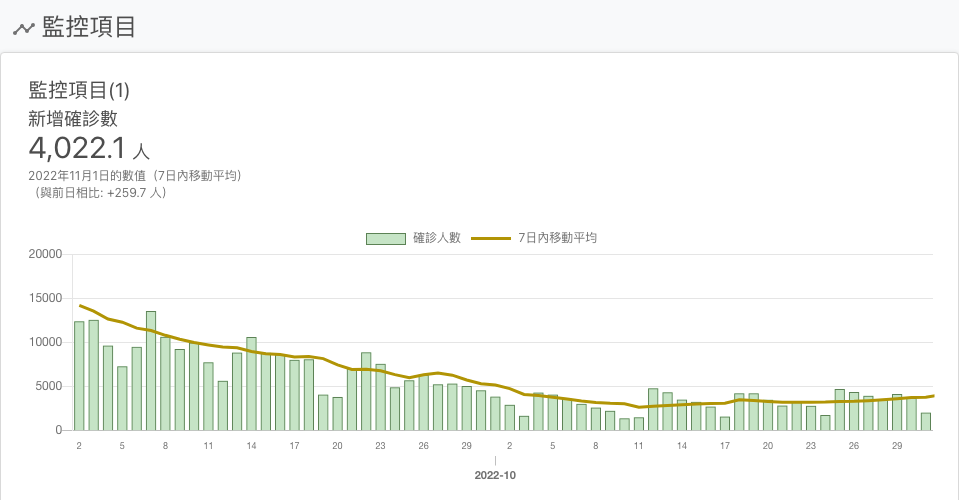 監控項目
監控項目(1)
新增確診數
4,022.1 人
2022年11月1日的數值（7日內移動平均）
（與前日相比: +259.7 人）
確診人數 7日內移動平均
20000
15000
10000
5000
0
2 5 8 11 14 17 20 23 26 29 2 5 8 11 14 17 20 23 26 29
2022-10